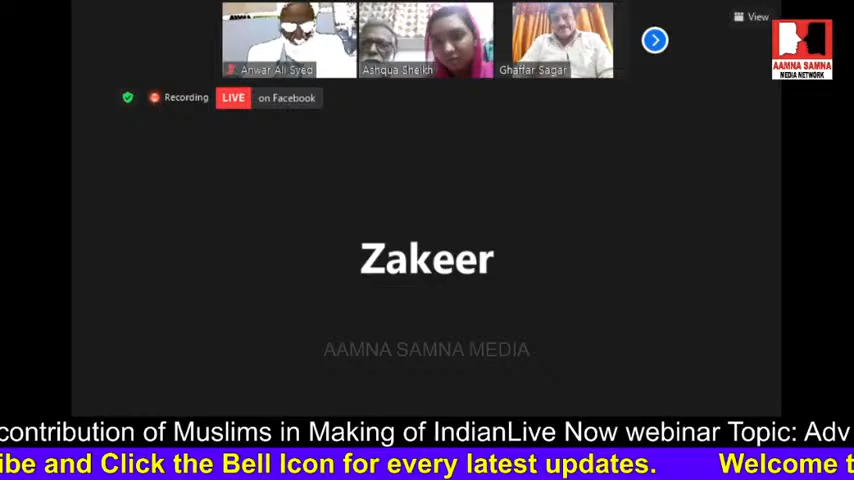 View
AAMNA SAMNA
MEDIA NETWORK
Anwar Ali Syed
Ashqua Sheikh
Ghaffar Sagar
Recording
LIVE
on Facebook
Zakeer
AAMNA SAMNA MEDIA
contribution of Muslims in Making of IndianLive Now webinar Topic: Adv
ibe and Click the Bell Icon for every latest updates. Welcome t